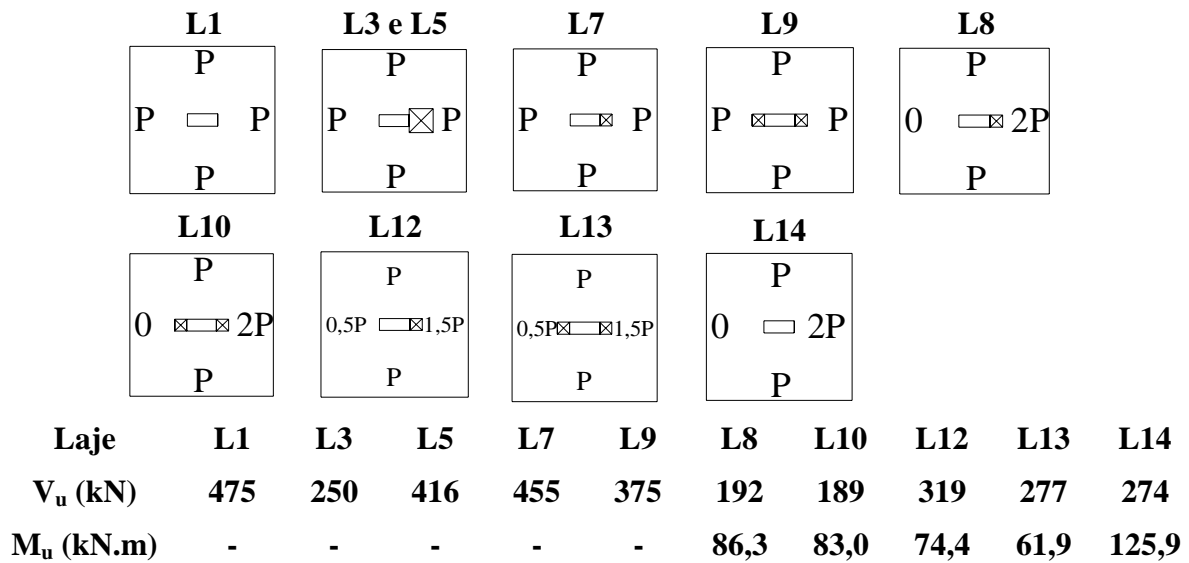 L1 L3 e L5 L7 L9 L8
P P P P P
P P P P P P P P 0 2P
P P P P P
L10 L12 L13 L14
P P P P
0 2P 0,5P 1,5P 0,5P 1,5P 0 2P
P P P P
Laje L1 L3 L5 L7 L9 L8 L10 L12 L13 L14
Vu (kN) 475 250 416 455 375 192 189 319 277 274
Mu (kN.m) - - - - - 86,3 83,0 74,4 61,9 125,9